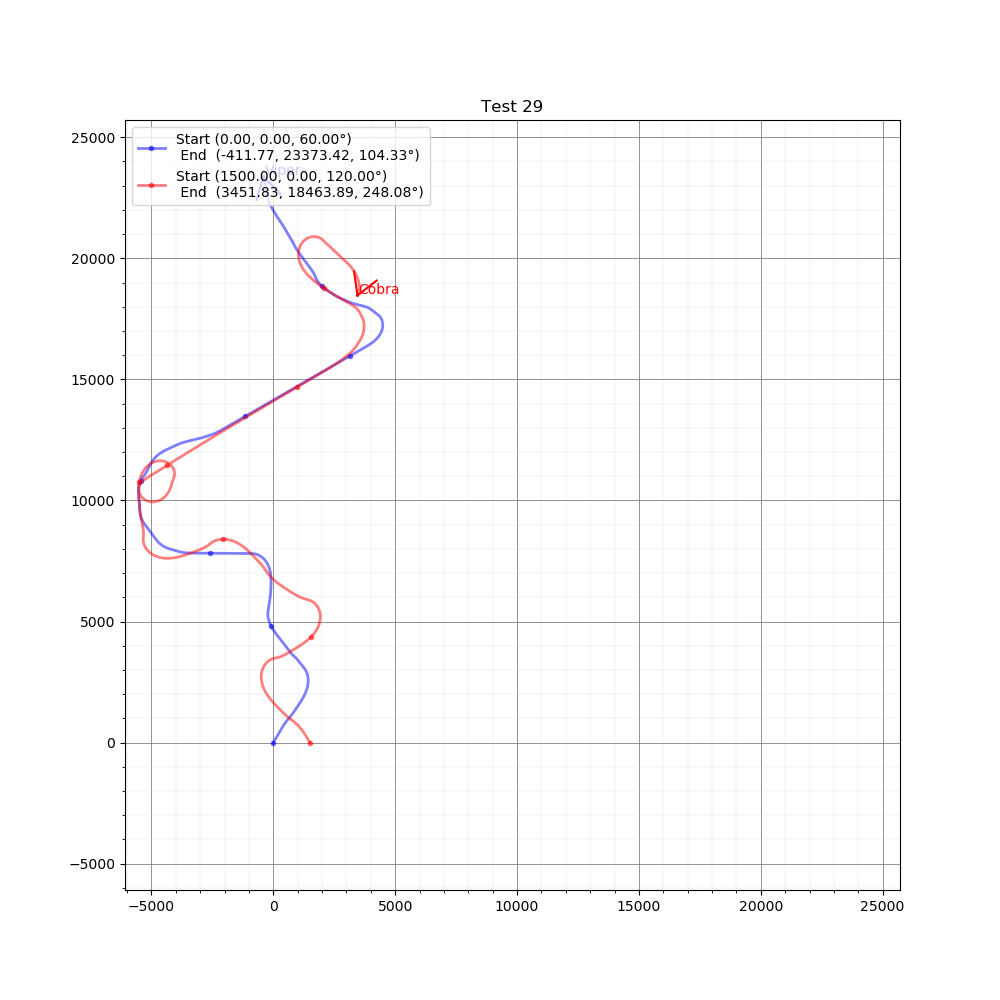 Test 29
25000
20000
15000
10000
5000
0
−5000
Start (0.00, 0.00, 60.00°)
End (-411.77, 23373.42, 104.33°)
Start (1500.00, 0.00, 120.00°)
End (3451.83, 18463.89, 248.08°)
Viper
Cobra
−5000
0
5000
10000
15000
20000
25000